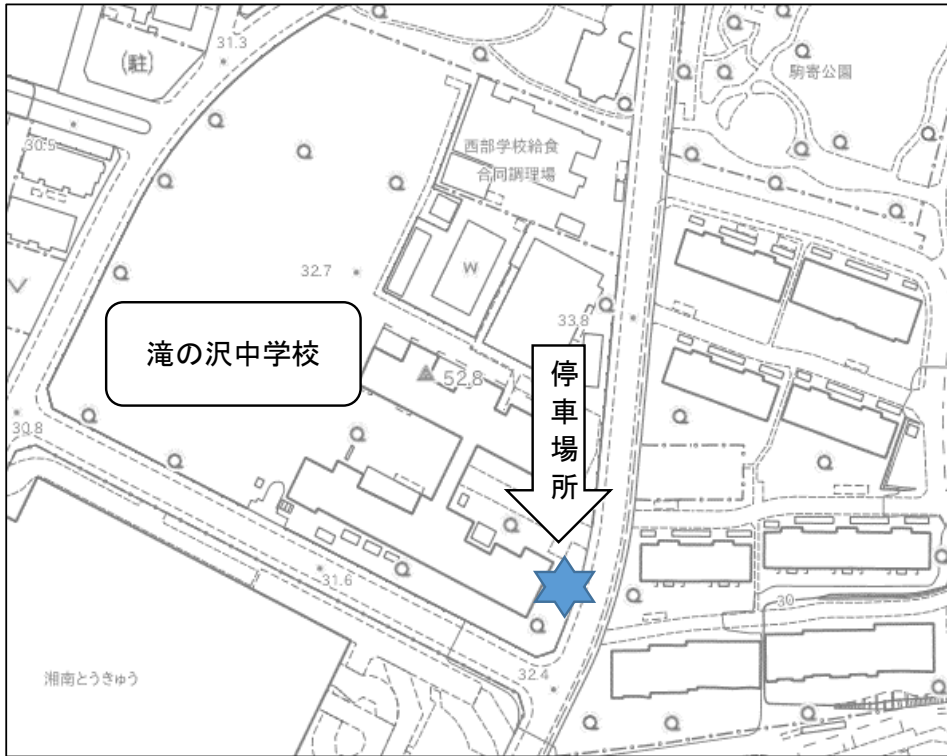 31.3
(駐)
駒寄公園
30.5
西部学校給食
合同調理場
32.7
W
33.8
滝の沢中学校
停車場所
52.8
30.8
31.6
30
湘南とうきゅう
32.4